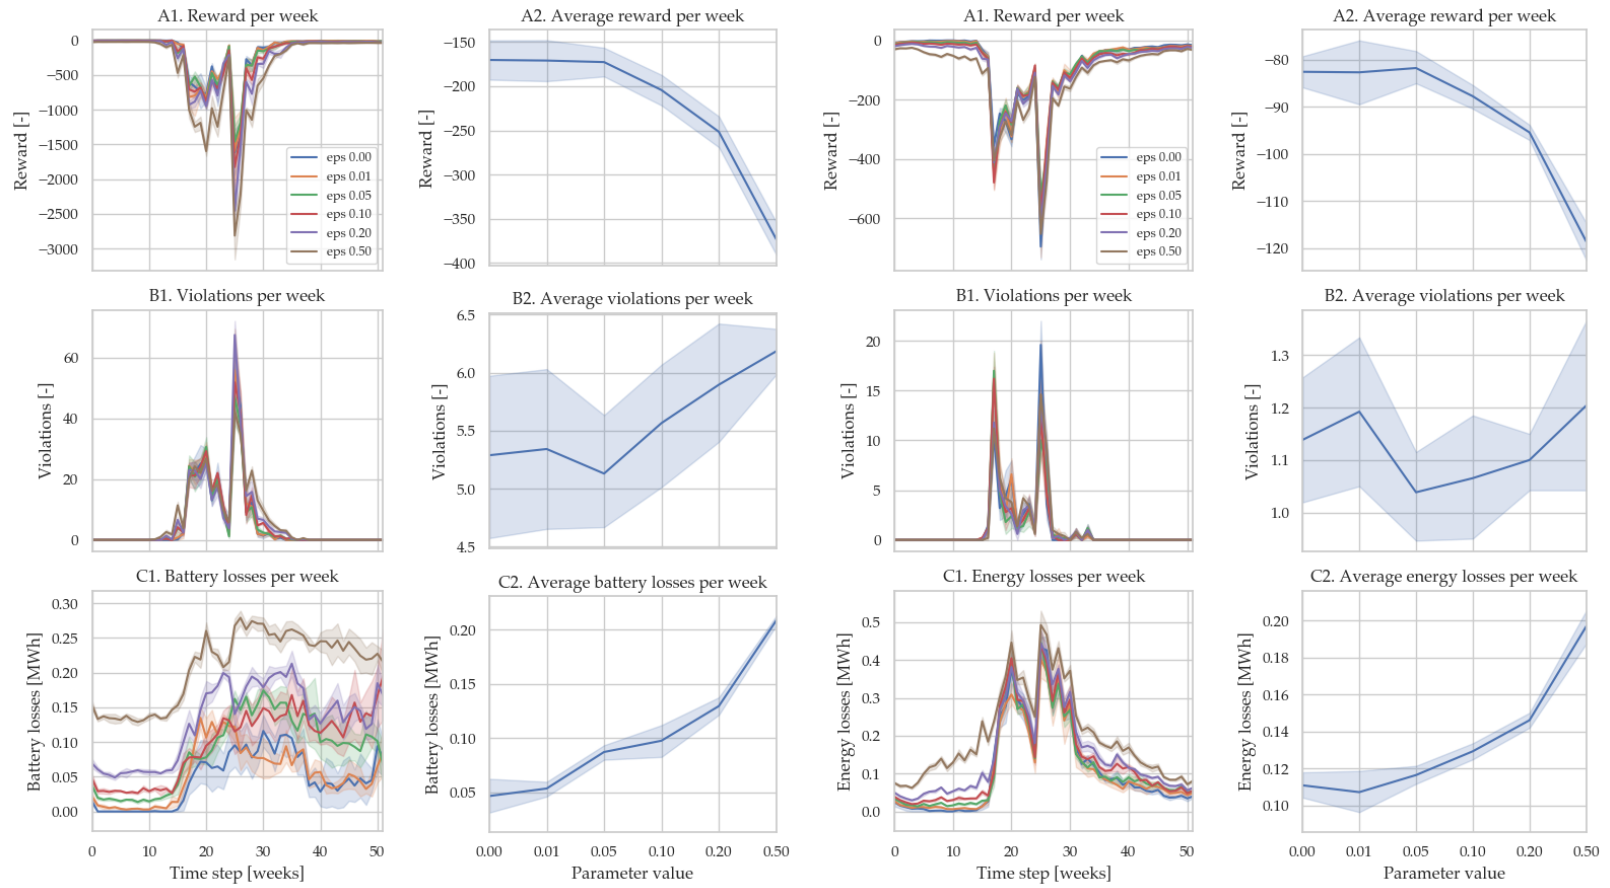 A1. Reward per week
0
−500
−1000
−1500
−2000
−2500
−3000
Reward [-]
eps 0.00
eps 0.01
eps 0.05
eps 0.10
eps 0.20
eps 0.50
A2. Average reward per week
−150
−200
−250
−300
−350
−400
Reward [-]
A1. Reward per week
0
−200
−400
−600
Reward [-]
eps 0.00
eps 0.01
eps 0.05
eps 0.10
eps 0.20
eps 0.50
A2. Average reward per week
−80
−90
−100
−110
−120
Reward [-]
B1. Violations per week
60
40
20
0
Violations [-]
B2. Average violations per week
6.5
6.0
5.5
5.0
4.5
Violations [-]
B1. Violations per week
20
15
10
5
0
Violations [-]
B2. Average violations per week
1.3
1.2
1.1
1.0
Violations [-]
C1. Battery losses per week
0.30
0.25
0.20
0.15
0.10
0.05
0.00
Battery losses [MWh]
0 10 20 30 40 50
Time step [weeks]
C2. Average battery losses per week
0.20
0.15
0.10
0.05
Battery losses [MWh]
0.00 0.01 0.05 0.10 0.20 0.50
Parameter value
C1. Energy losses per week
0.5
0.4
0.3
0.2
0.1
0.0
Energy losses [MWh]
0 10 20 30 40 50
Time step [weeks]
C2. Average energy losses per week
0.20
0.18
0.16
0.14
0.12
0.10
Energy losses [MWh]
0.00 0.01 0.05 0.10 0.20 0.50
Parameter value